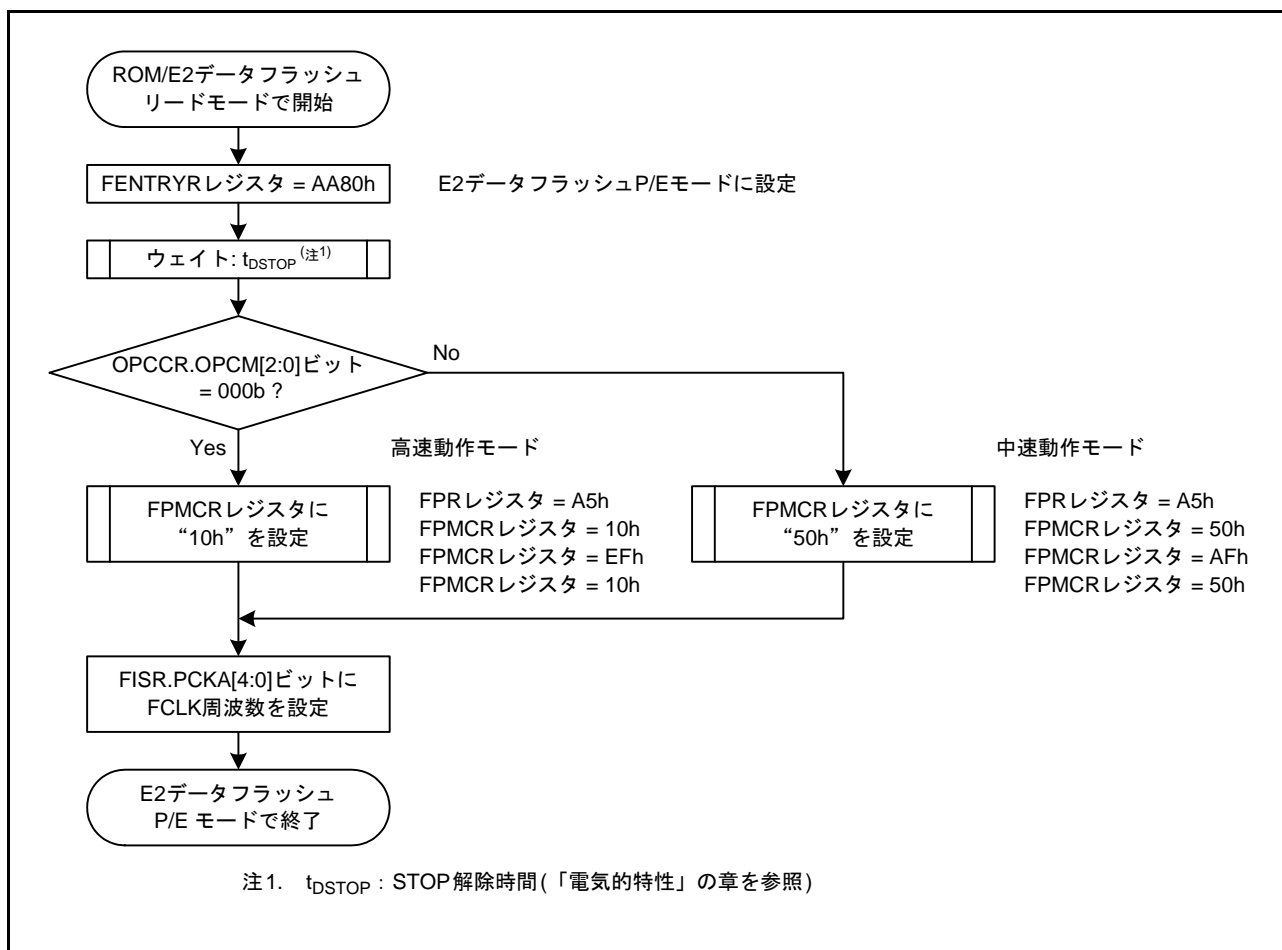 ROM/E2データフラッシュ
リードモードで開始
FENTRYRレジスタ = AA80h
E2データフラッシュP/Eモードに設定
ウェイト: tDSTOP (注1)
OPCCR.OPCM[2:0]ビット
= 000b ?
No
Yes
高速動作モード
中速動作モード
FPMCRレジスタに
“10h” を設定
FPRレジスタ = A5h
FPMCRレジスタ = 10h
FPMCRレジスタ = EFh
FPMCRレジスタ = 10h
FPMCRレジスタに
“50h” を設定
FPRレジスタ = A5h
FPMCRレジスタ = 50h
FPMCRレジスタ = AFh
FPMCRレジスタ = 50h
FISR.PCKA[4:0]ビットに
FCLK周波数を設定
E2データフラッシュ
P/E モードで終了
注1. tDSTOP : STOP解除時間(「電気的特性」の章を参照)